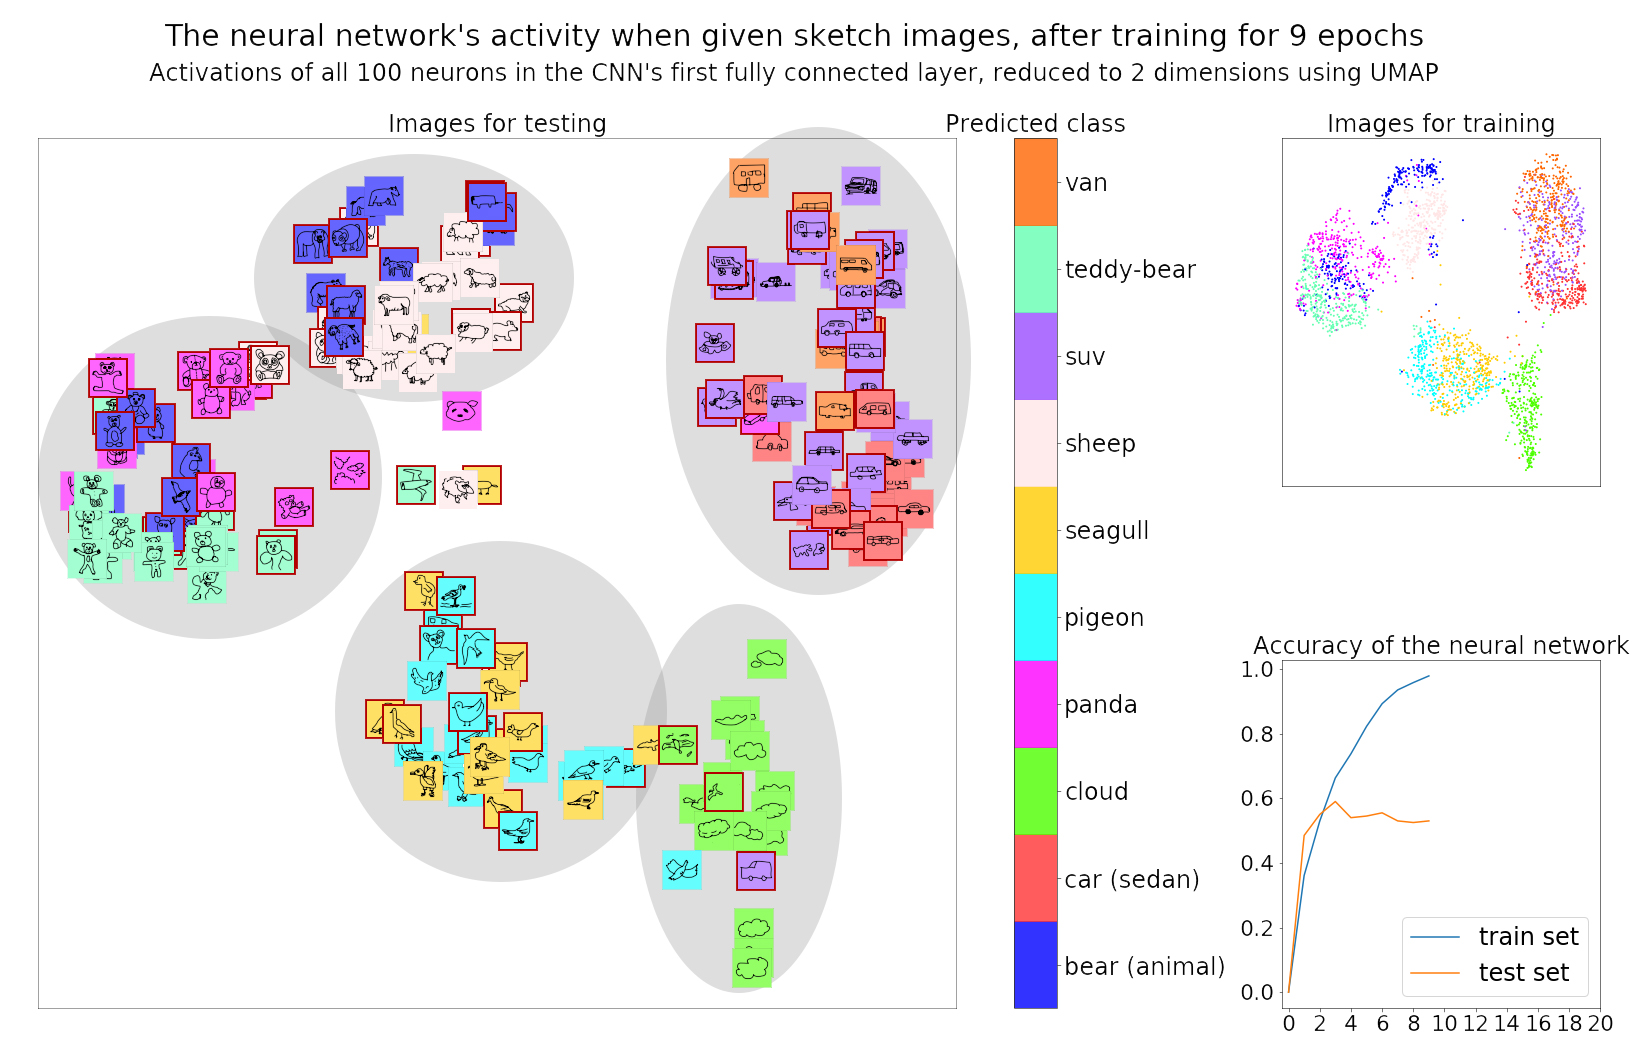 The neural network's activity when given sketch images, after training for 9 epochs
Activations of all 100 neurons in the CNN's first fully connected layer, reduced to 2 dimensions using UMAP
Images for testing
Predicted class
van
teddy-bear
suv
sheep
seagull
pigeon
panda
cloud
car (sedan)
bear (animal)
Images for training
Accuracy of the neural network
1.0
0.8
0.6
0.4
0.2
0.0
train set
test set
0 2 4 6 8 10 12 14 16 18 20